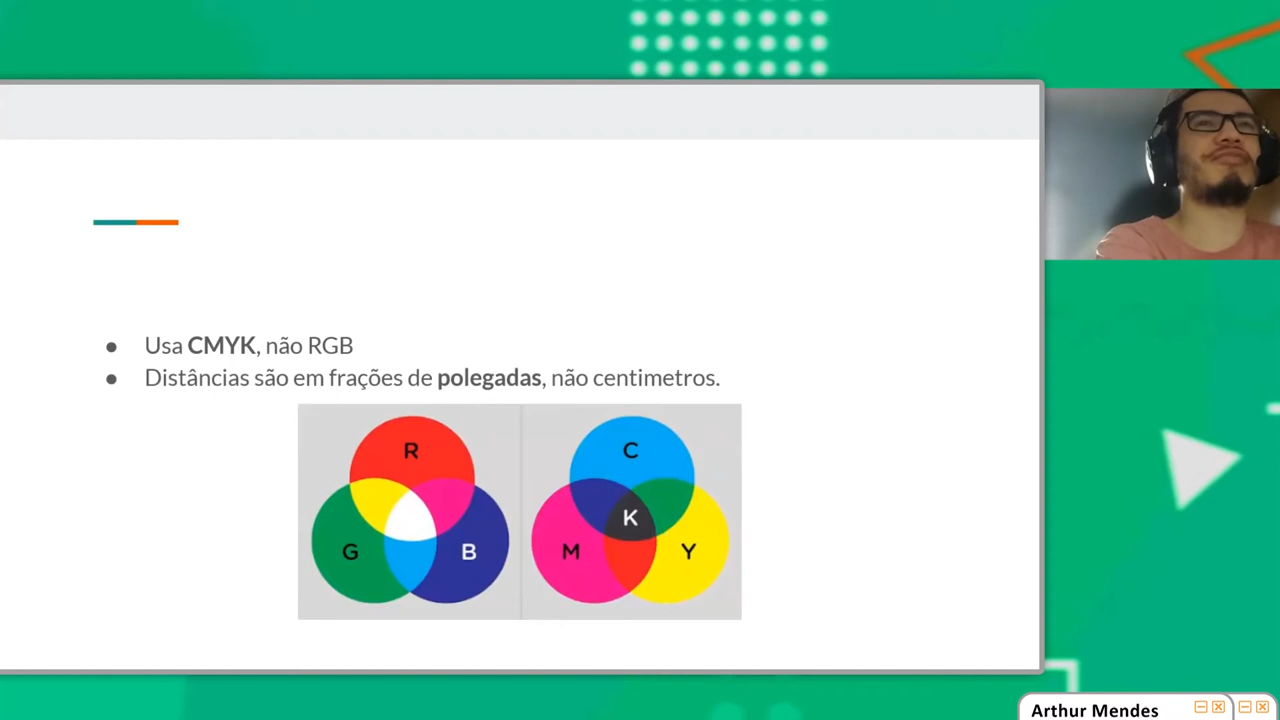 ● Usa CMYK, não RGB
● Distâncias são em frações de polegadas, não centimetros.
R
C
K
G
B
M
Y
Arthur Mendes